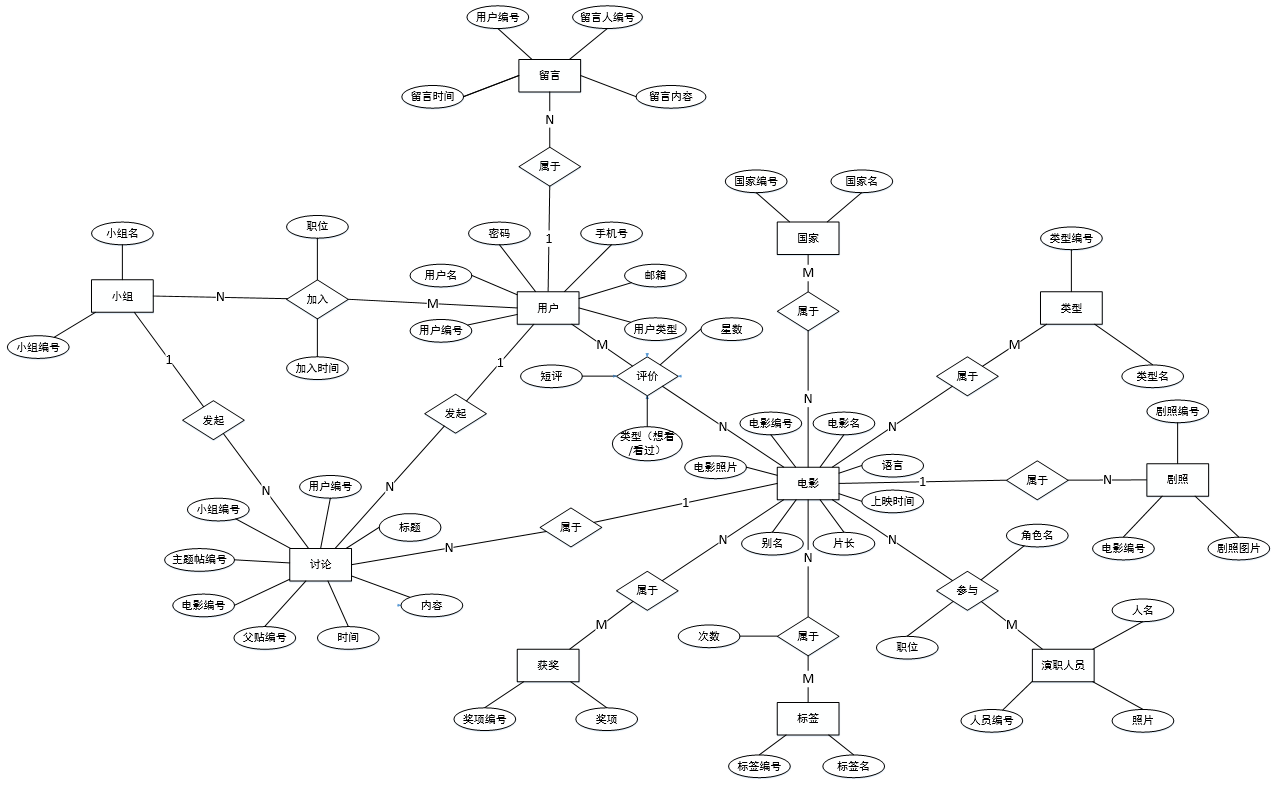 用户编号
留言人编号
留言
留言时间
留言内容
N
属于
国家编号
国家名
小组名
职位
密码
1
手机号
国家
类型编号
用户名
邮箱
M
小组
N
加入
M
用户
类型
用户编号
用户类型
星数
属于
小组编号
1
加入时间
1
M
M
短评
评价
属于
类型名
N
发起
发起
剧照编号
类型（想看
/看过）
N
电影编号
电影名
N
电影照片
语言
N
用户编号
N
电影
1
属于
N
剧照
小组编号
1
上映时间
标题
属于
主题帖编号
讨论
N
N
别名
片长
N
角色名
电影编号
剧照图片
N
电影编号
内容
属于
参与
父贴编号
时间
M
次数
属于
M
人名
职位
获奖
M
演职人员
奖项编号
奖项
标签
人员编号
照片
标签编号
标签名